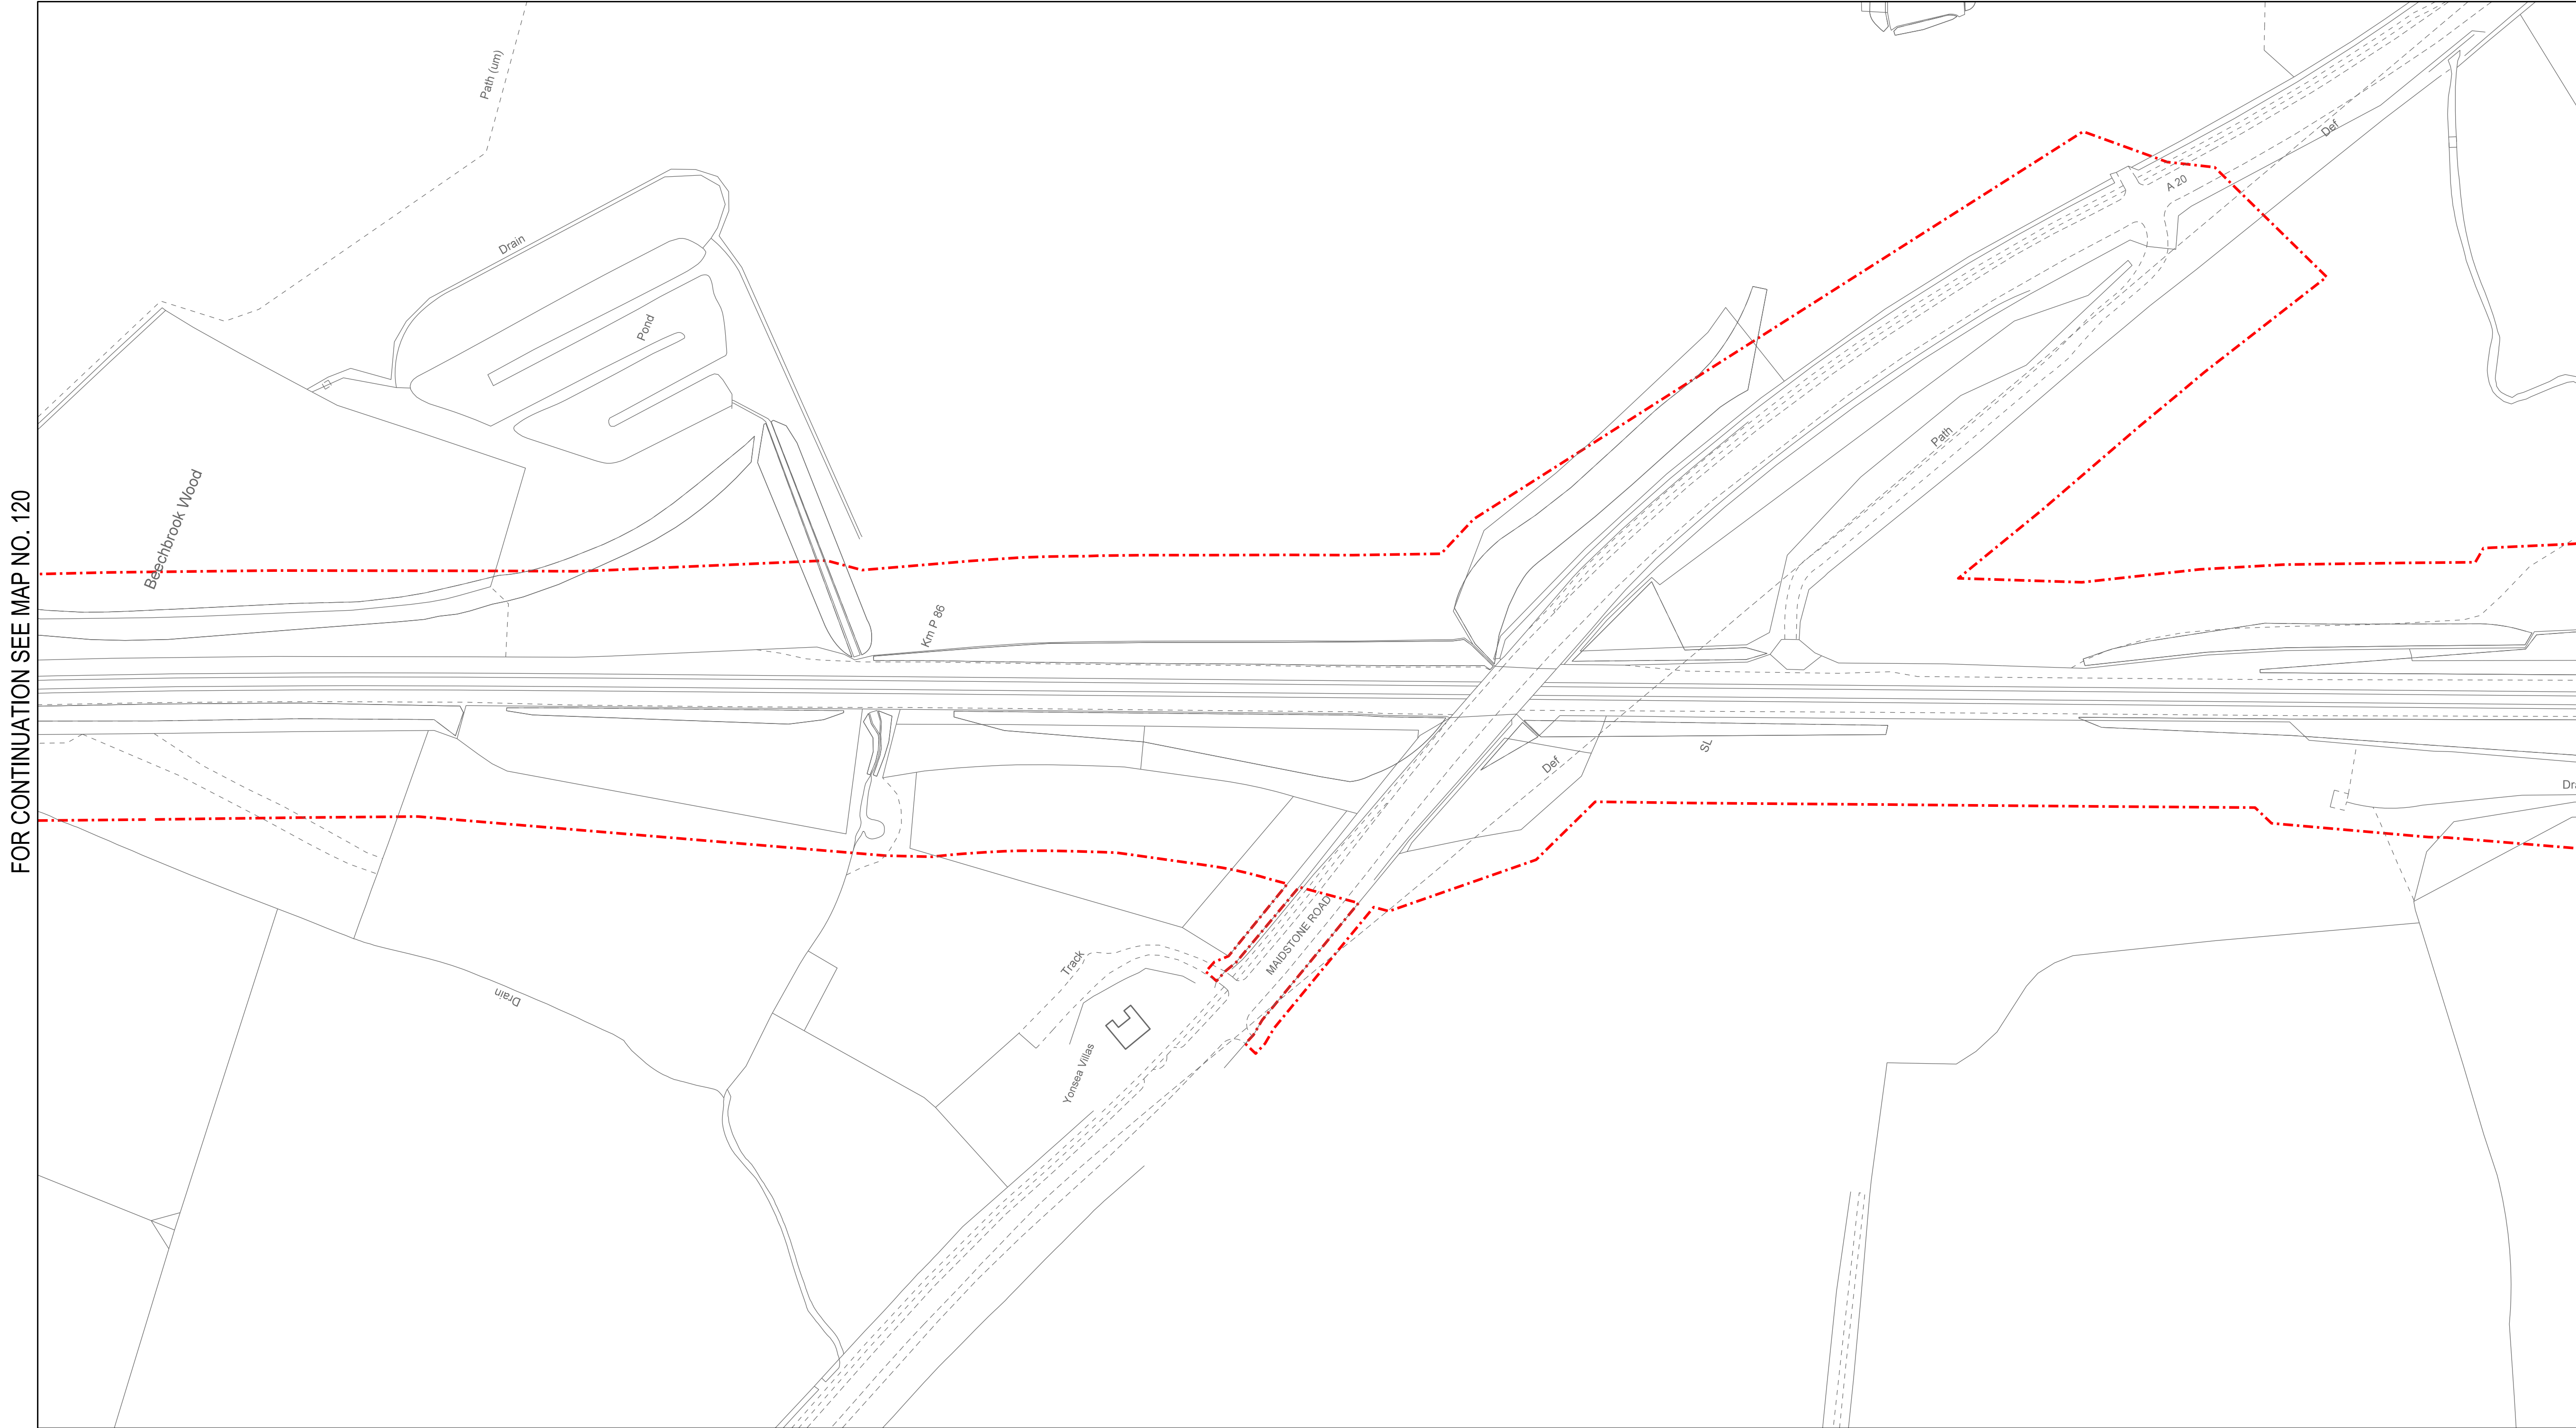 Path (um)
Def
A 20
Drain
Pond
Path
Beechbrook Wood
FOR CONTINUATION SEE MAP NO. 120
Km P 86
SL
Def
MAIDSTONE ROAD
Track
Drain
Yonsea Villas